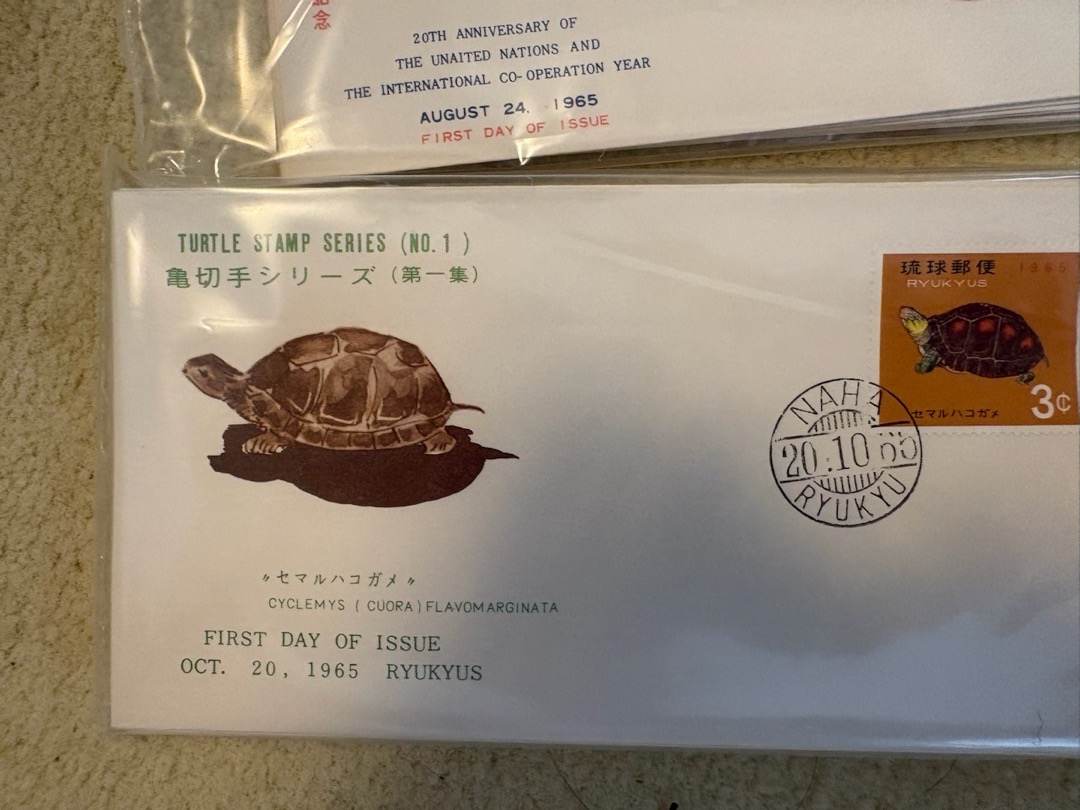 念
20TH ANNIVERSARY OF
THE UNAITED NATIONS AND
THE INTERNATIONAL CO-OPERATION YEAR
AUGUST 24, 1965
FIRST DAY OF ISSUE
TURTLE STAMP SERIES (NO.1 )
亀切手シリーズ (第一集)
琉球郵便 1965
RYUKYUS
セマルハコガメ
3¢
NAHA
20.10 65
RYUKYU
〃セマルハコガメ〃
CYCLEMYS ( CUORA ) FLAVOMARGINATA
FIRST DAY OF ISSUE
OCT. 20, 1965 RYUKYUS